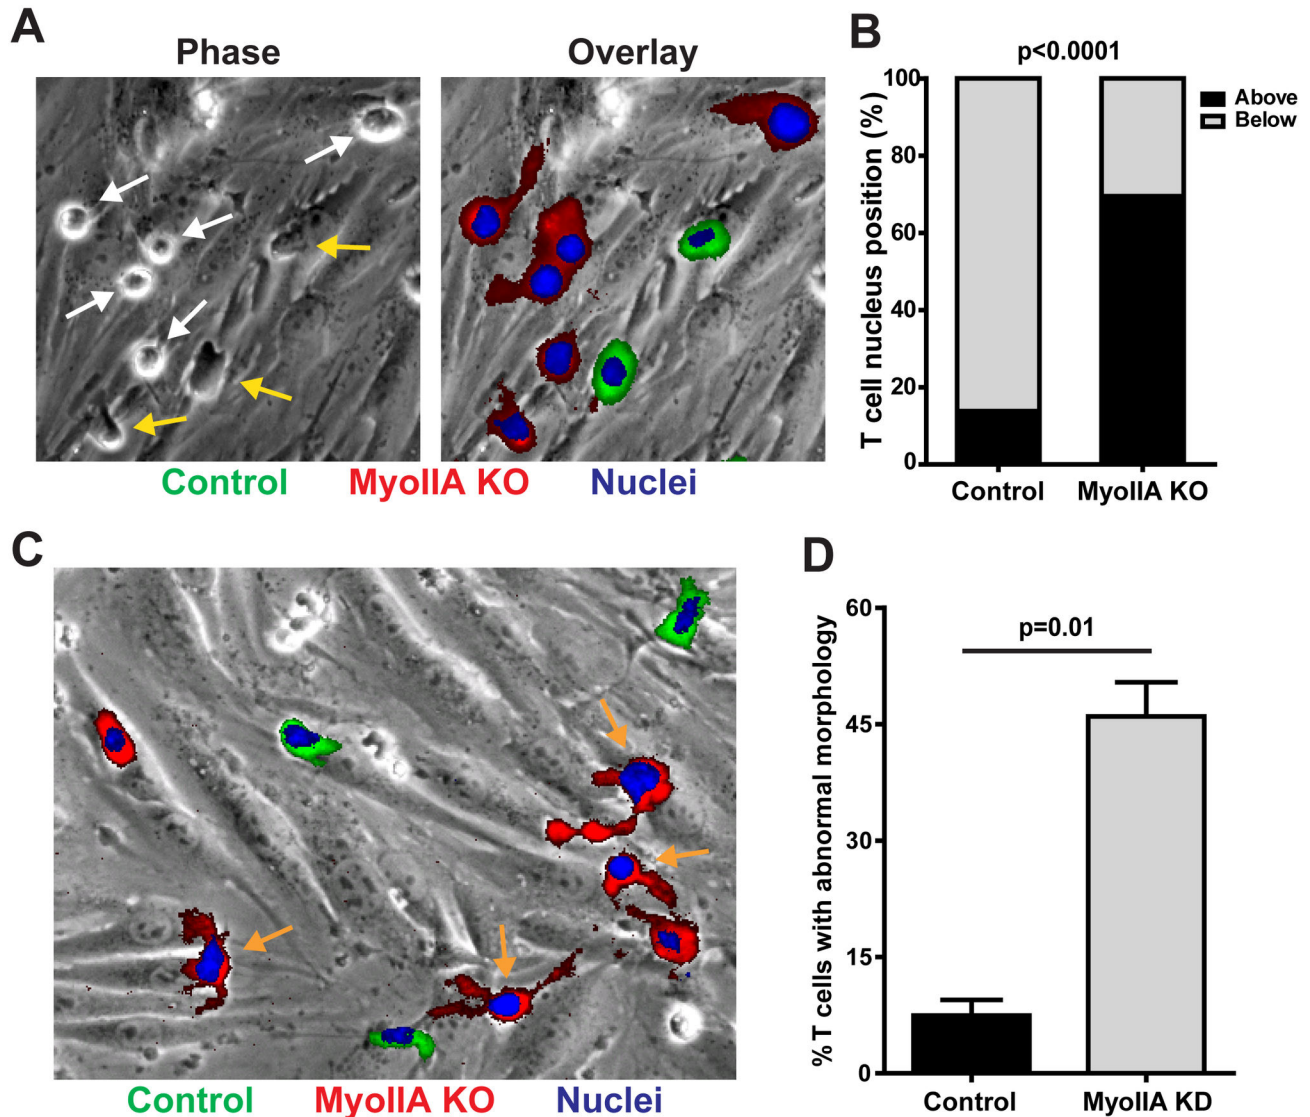 A
Phase
Overlay
Control MyoIIA KO Nuclei
B
p<0.0001
Above
Below
T cell nucleus position (%)
100
80
60
40
20
0
Control MyoIIA KO
C
Control MyoIIA KO Nuclei
D
p=0.01
% T cells with abnormal morphology
60
45
30
15
0
Control MyoIIA KD